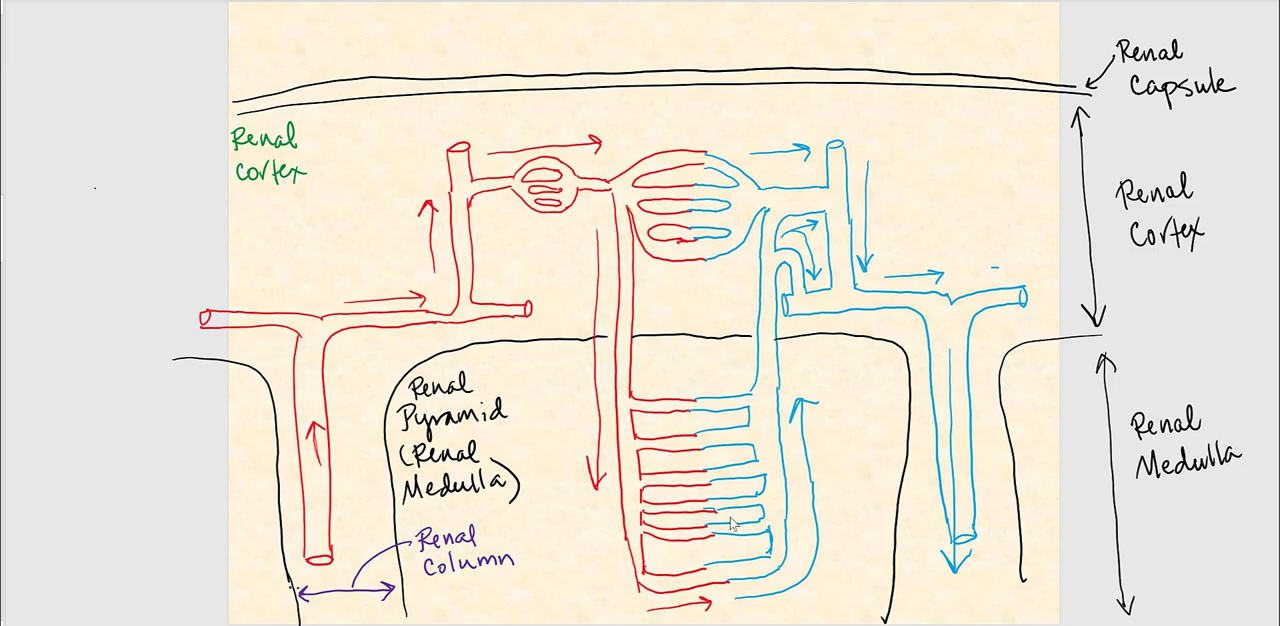 Renal
Capsule
Renal
Cortex
Renal
Cortex
Renal
Pyramid
(Renal
Medulla)
Renal
Medulla
Renal
Column